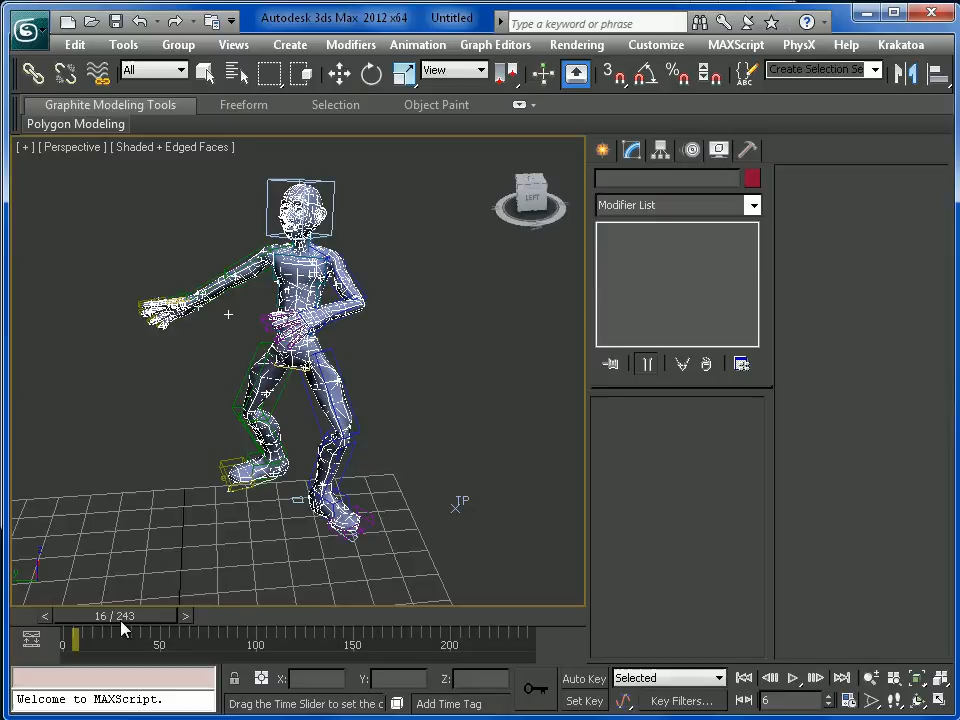 Autodesk 3ds Max 2012 x64 Untitled
Type a keyword or phrase
Edit Tools Group Views Create Modifiers Animation Graph Editors Rendering Customize MAXScript PhysX Help Krakatoa
All View 3 % ABC Create Selection Se
Graphite Modeling Tools Freeform Selection Object Paint
Polygon Modeling
[ + ] [ Perspective ] [ Shaded + Edged Faces ]
LEFT
Modifier List
TP
< 16 / 243 >
0 50 100 150 200
X: Y: Z: Auto Key Selected
Welcome to MAXScript. Drag the Time Slider to set the c Add Time Tag Set Key Key Filters... 6